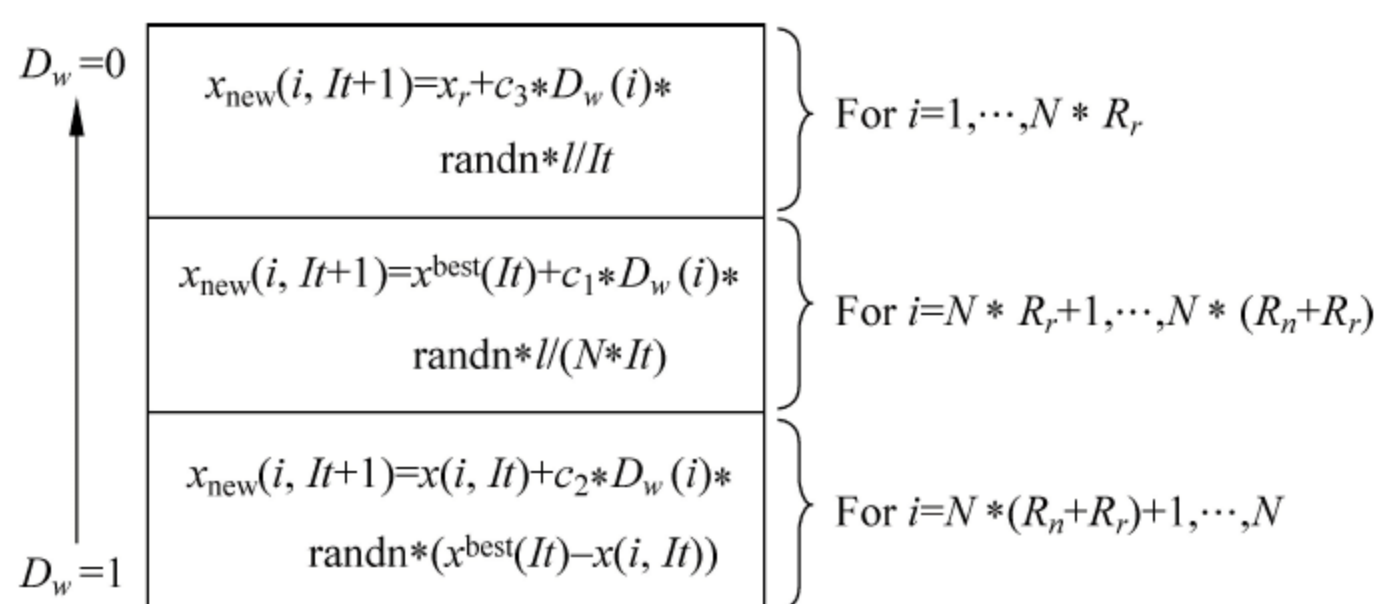 D_w=0
x_new(i, It+1)=x_r+c_3*D_w(i)*
randn*l/It
For i=1,⋯,N * R_r
x_new(i, It+1)=x^best(It)+c_1*D_w(i)*
randn*l/(N*It)
For i=N * R_r+1,⋯,N * (R_n+R_r)
x_new(i, It+1)=x(i, It)+c_2*D_w(i)*
randn*(x^best(It)–x(i, It))
For i=N *(R_n+R_r)+1,⋯,N
D_w=1